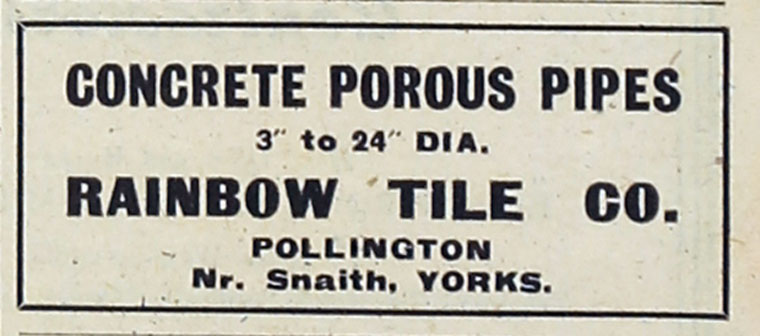 CONCRETE POROUS PIPES
3" to 24" DIA.
RAINBOW TILE CO.
POLLINGTON
Nr. Snaith, YORKS.